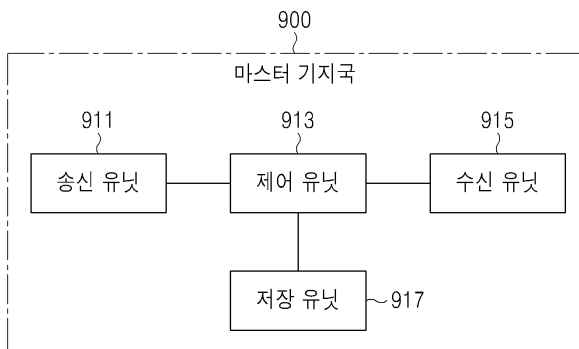 900
마스터 기지국
911
913
915
송신 유닛
제어 유닛
수신 유닛
저장 유닛
917